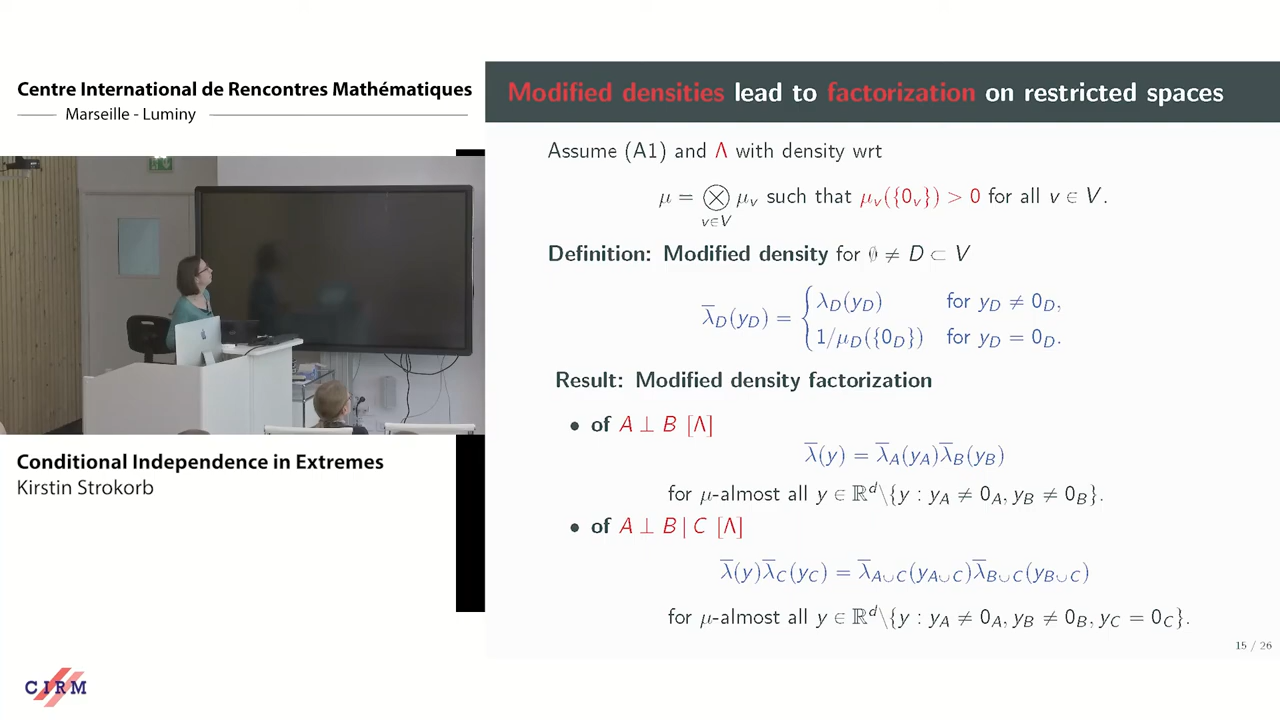 Centre International de Rencontres Mathématiques
Marseille - Luminy
Modified densities lead to factorization on restricted spaces
Assume (A1) and Λ with density wrt
μ = ⨂_{v∈V} μ_v such that μ_v({0_v}) > 0 for all v ∈ V.
Definition: Modified density for ∅ ≠ D ⊂ V
λ̅_D(y_D) = { λ_D(y_D) for y_D ≠ 0_D,
1/μ_D({0_D}) for y_D = 0_D.
Result: Modified density factorization
• of A ⊥ B [Λ]
λ̅(y) = λ̅_A(y_A)λ̅_B(y_B)
for μ-almost all y ∈ ℝ^d\{y : y_A ≠ 0_A, y_B ≠ 0_B}.
• of A ⊥ B | C [Λ]
λ̅(y)λ̅_C(y_C) = λ̅_{A∪C}(y_{A∪C})λ̅_{B∪C}(y_{B∪C})
for μ-almost all y ∈ ℝ^d\{y : y_A ≠ 0_A, y_B ≠ 0_B, y_C = 0_C}.
15 / 26
Conditional Independence in Extremes
Kirstin Strokorb
CIRM